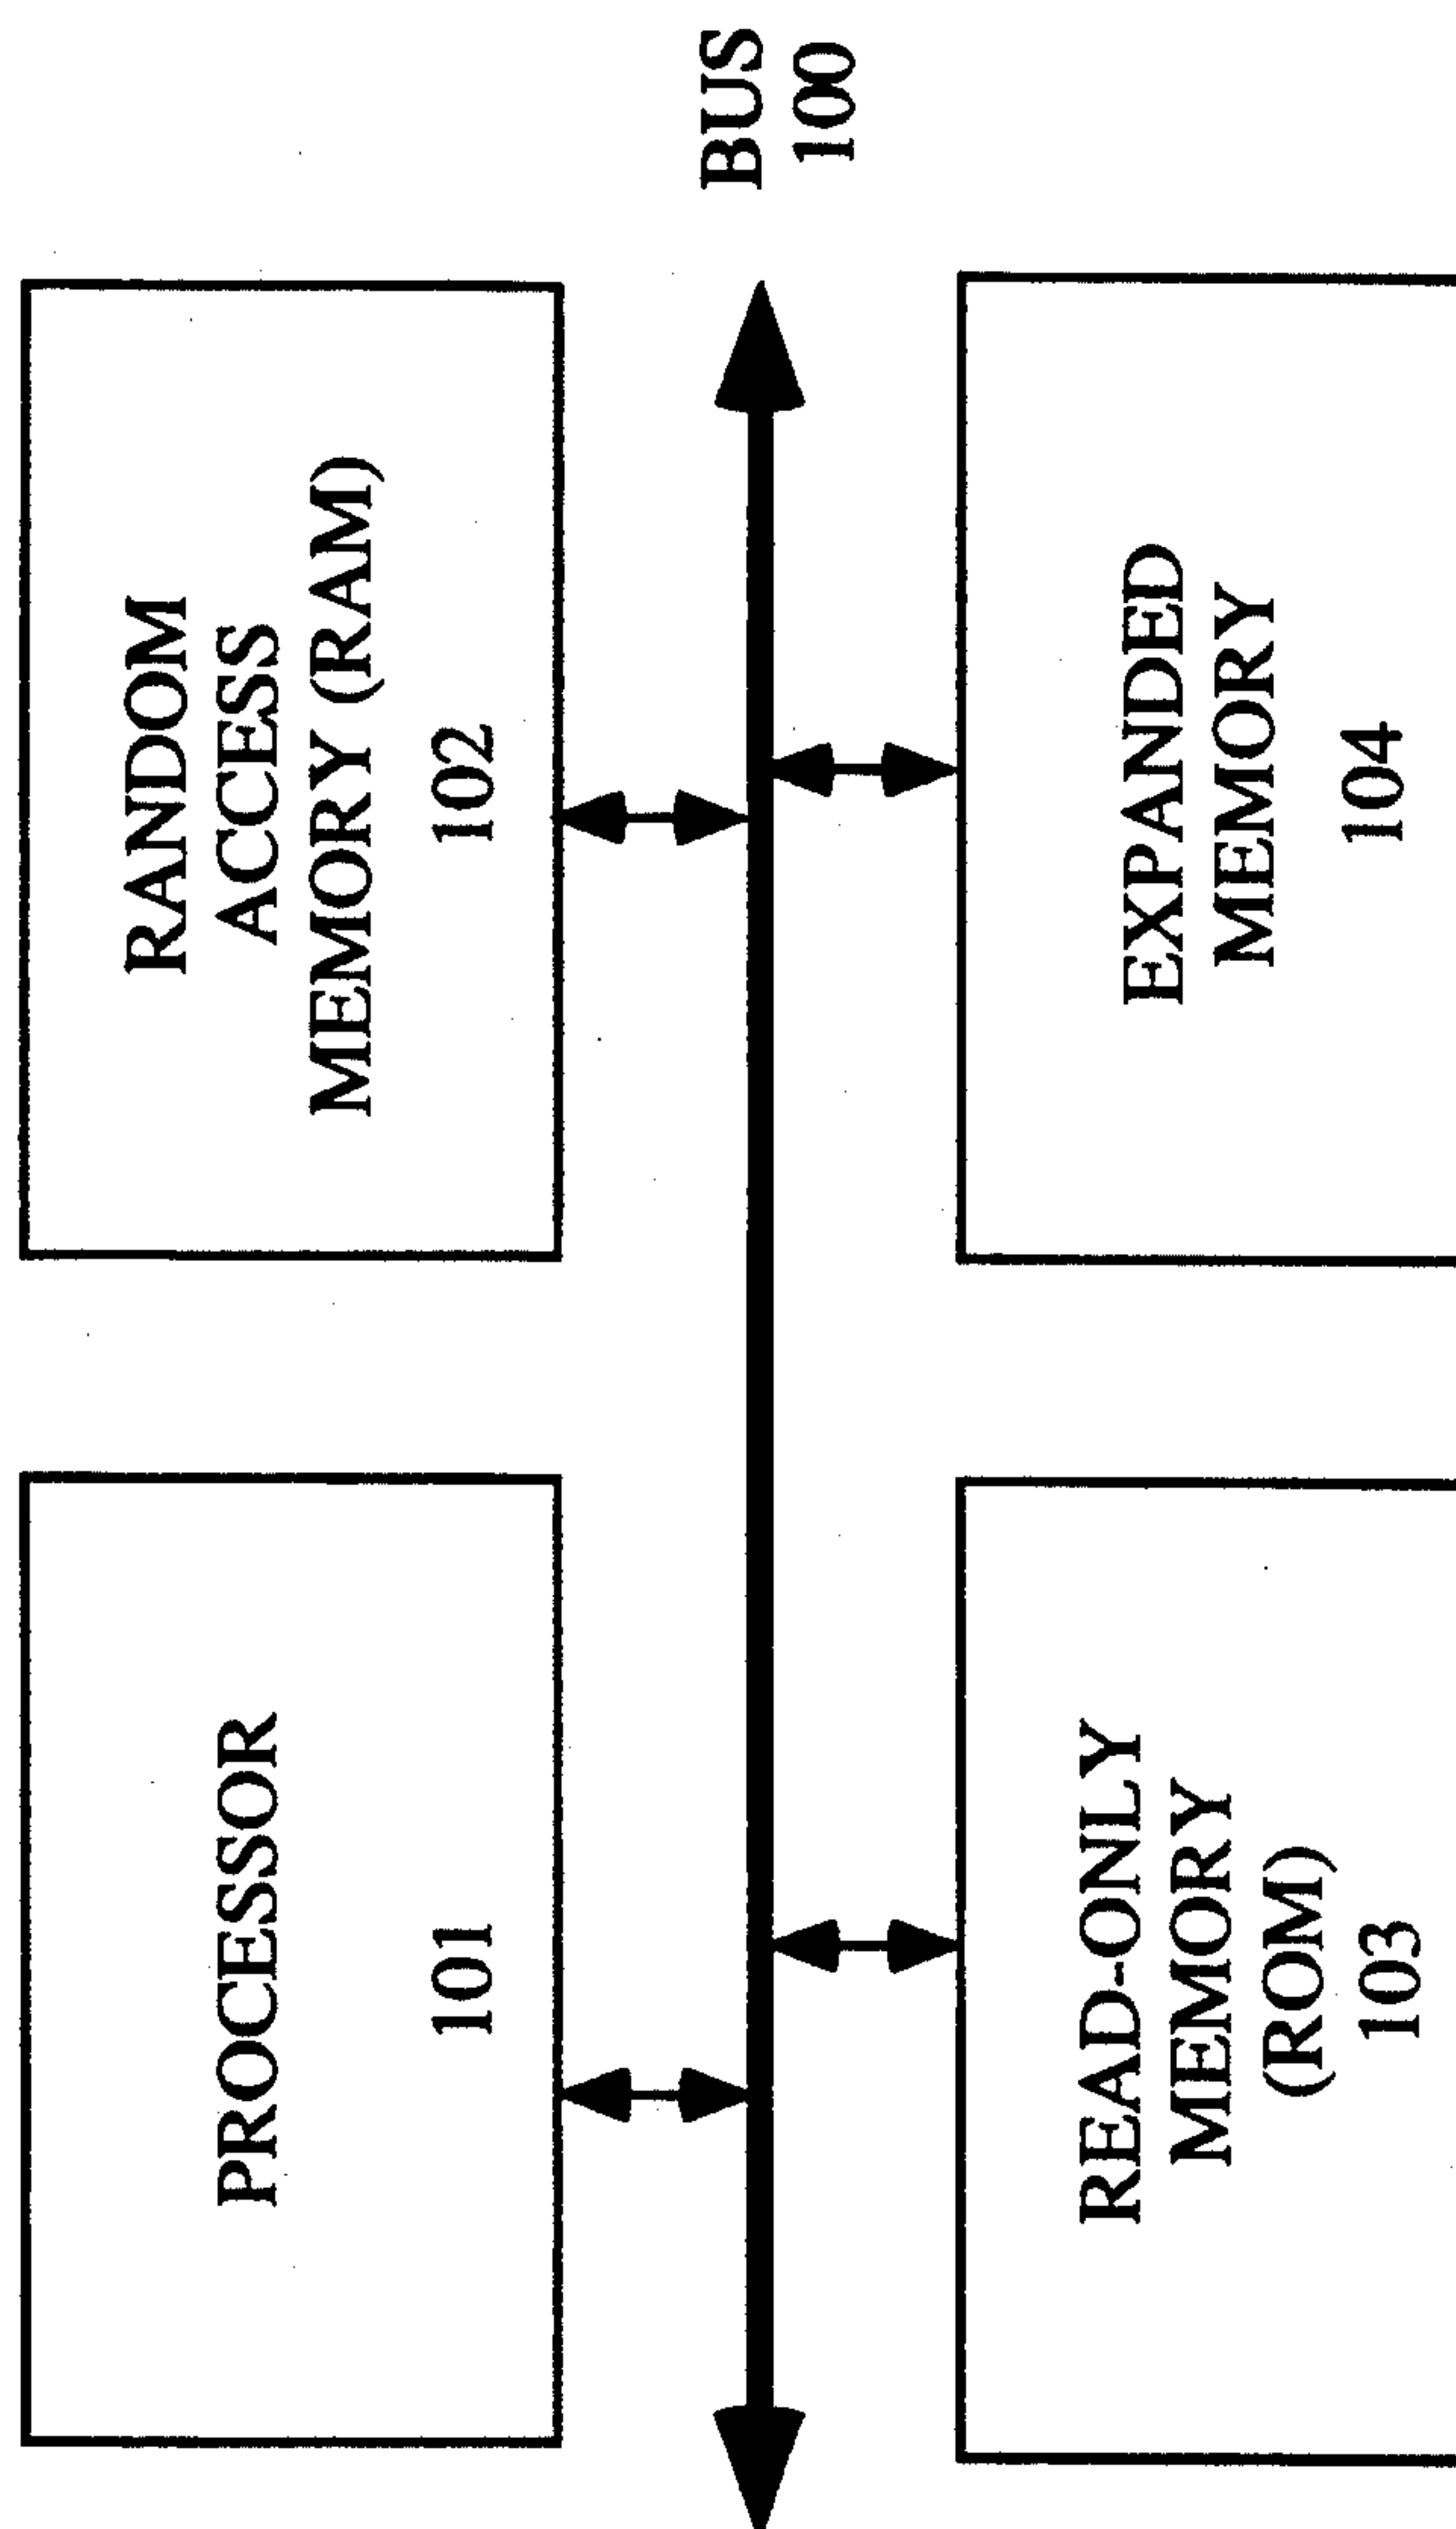 PROCESSOR
101
RANDOM
ACCESS
MEMORY (RAM)
102
BUS
100
READ-ONLY
MEMORY
(ROM)
103
EXPANDED
MEMORY
104